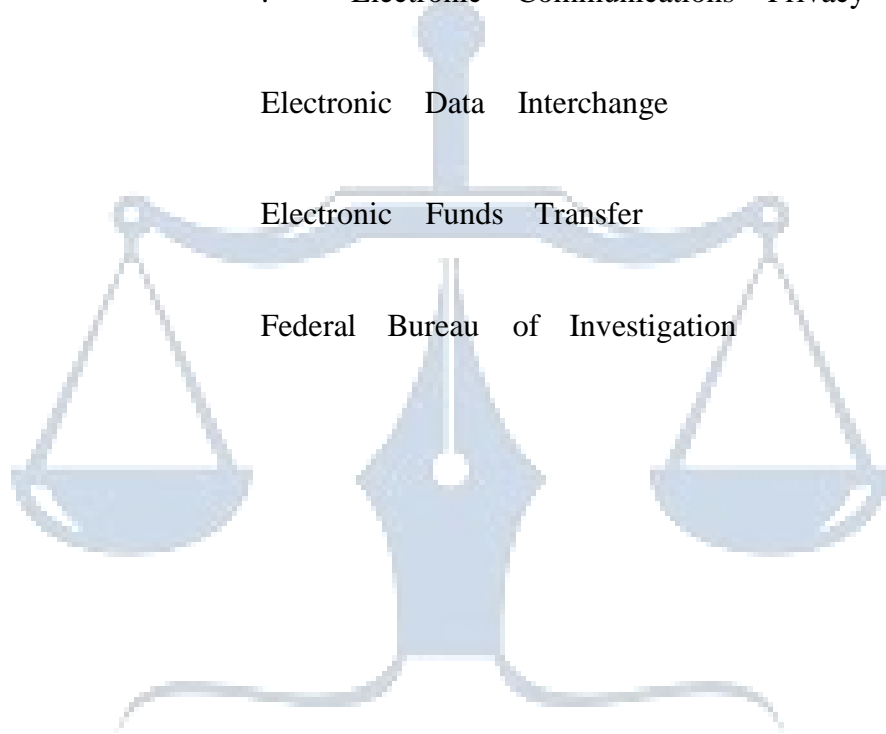 . Electronic Communications Privacy
Electronic Data Interchange
Electronic Funds Transfer
Federal Bureau of Investigation